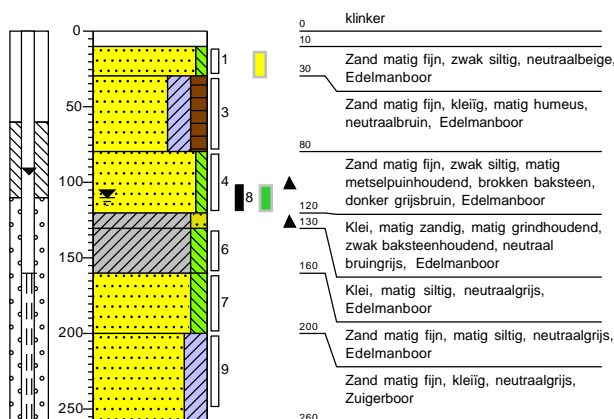 0
50
100
150
200
250
1
3
4
8
6
7
9
0
klinker
10
Zand matig fijn, zwak siltig, neutraalbeige,
Edelmanboor
30
Zand matig fijn, kleiïg, matig humeus,
neutraalbruin, Edelmanboor
80
Zand matig fijn, zwak siltig, matig
metselpuinhoudend, brokken baksteen,
donker grijsbruin, Edelmanboor
120
130
Klei, matig zandig, matig grindhoudend,
zwak baksteenhoudend, neutraal
bruingrijs, Edelmanboor
160
Klei, matig siltig, neutraalgrijs,
Edelmanboor
200
Zand matig fijn, matig siltig, neutraalgrijs,
Edelmanboor
Zand matig fijn, kleiïg, neutraalgrijs,
Zuigerboor
260